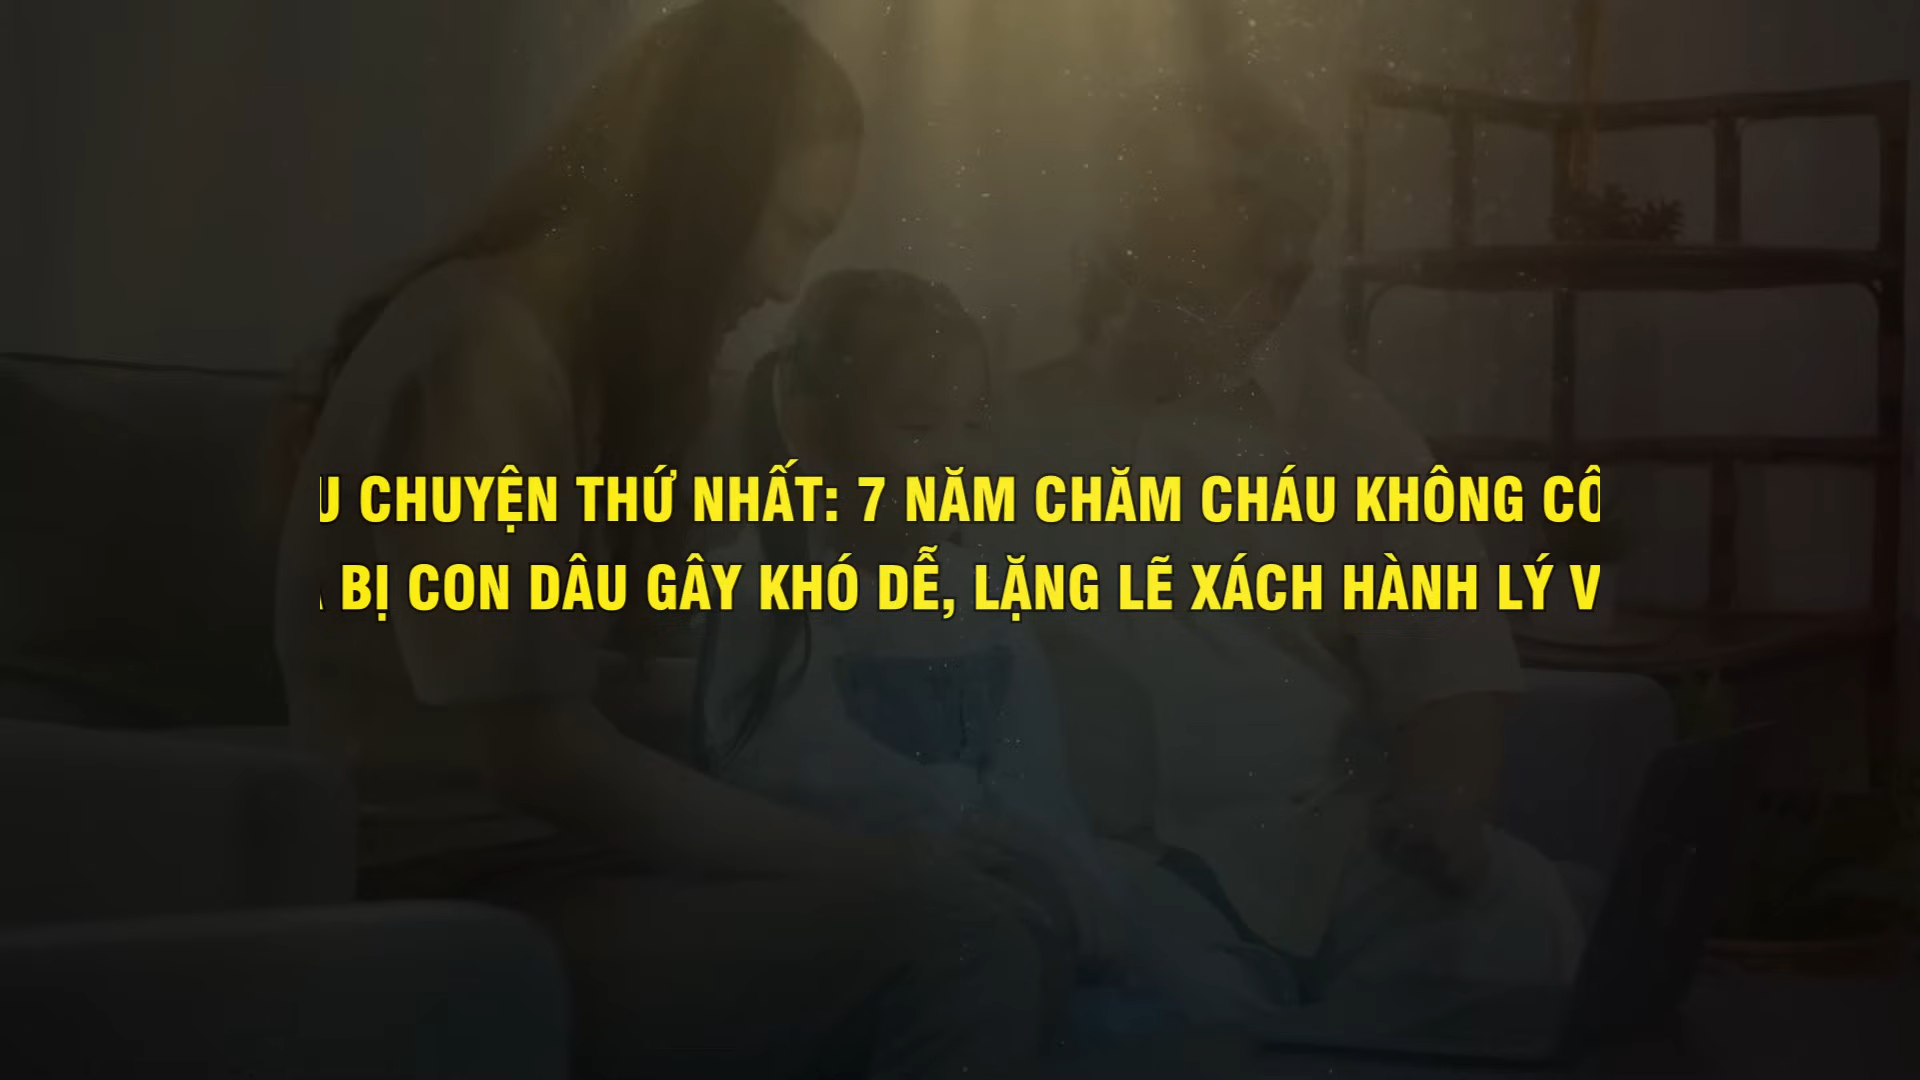 CHUYỆN THỨ NHẤT: 7 NĂM CHĂM CHÁU KHÔNG
BỊ CON DÂU GÂY KHÓ DỄ, LẶNG LẼ XÁCH HÀNH LÝ